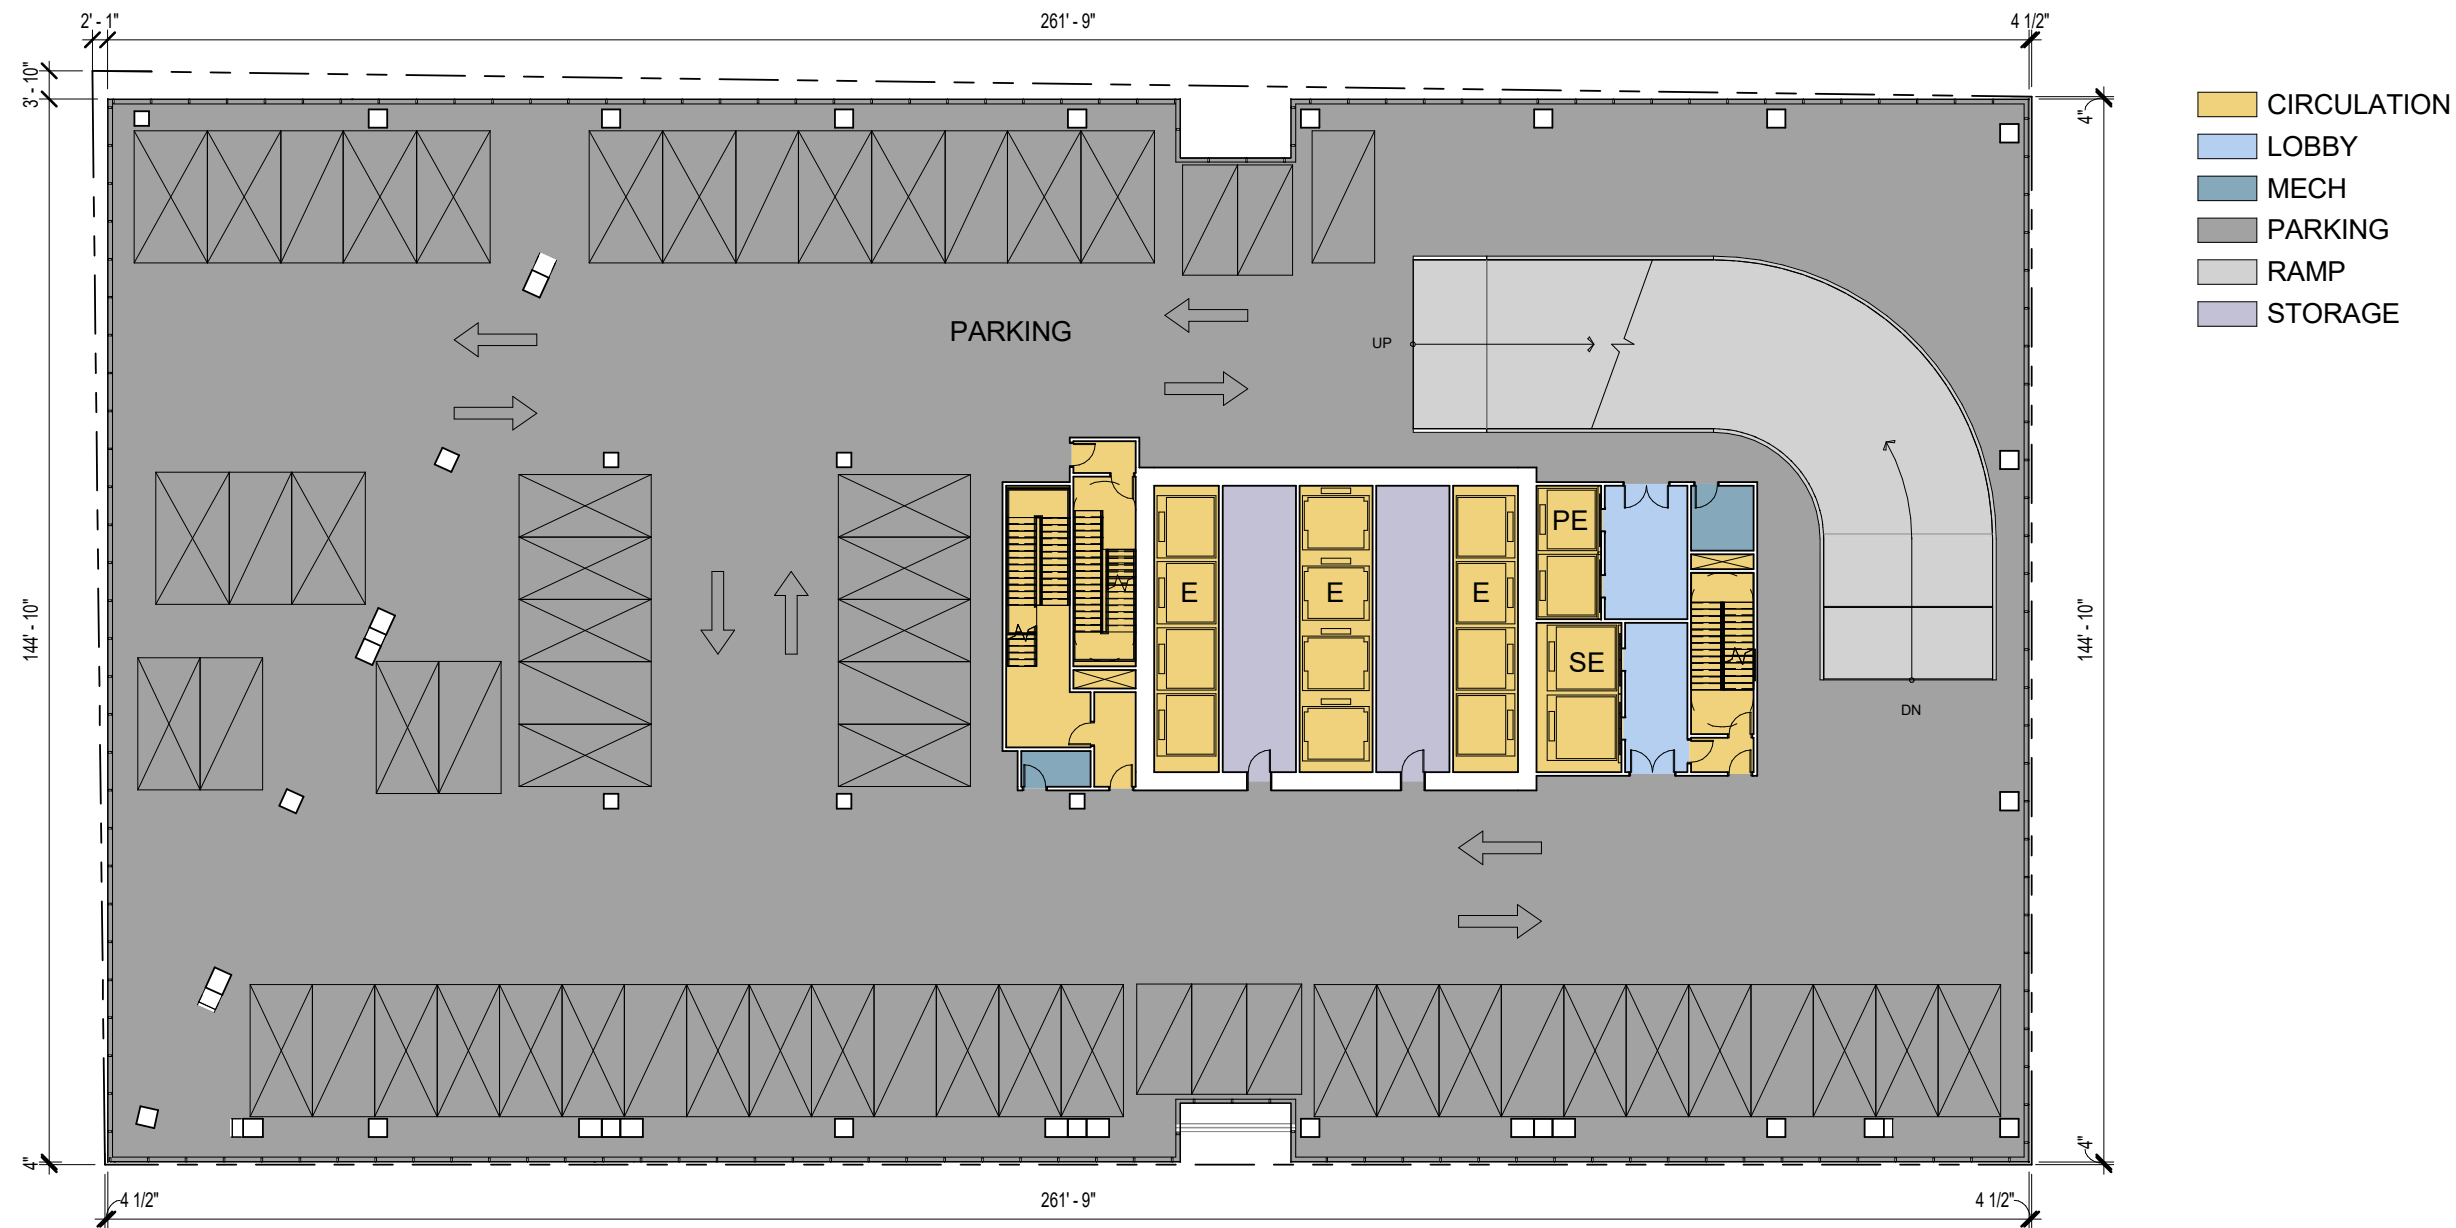 2' - 1"
261' - 9"
4 1/2"
3' - 10"
4"
CIRCULATION
LOBBY
MECH
PARKING
RAMP
STORAGE
PARKING
UP
PE
E
E
E
SE
DN
144' - 10"
144' - 10"
4"
4"
4 1/2"
261' - 9"
4 1/2"